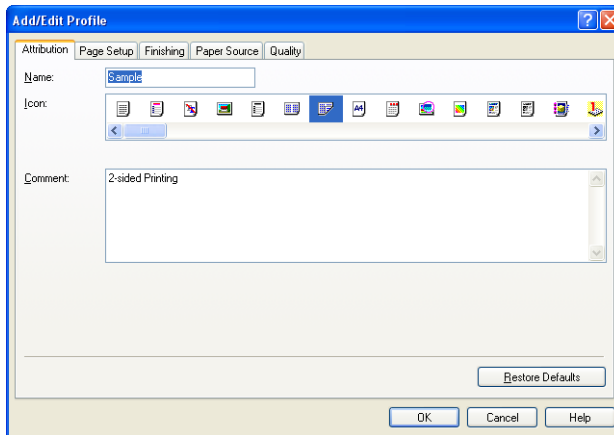 Add/Edit Profile
Attribution Page Setup Finishing Paper Source Quality
Name: Sample
Icon:
Comment: 2-sided Printing
Restore Defaults
OK Cancel Help